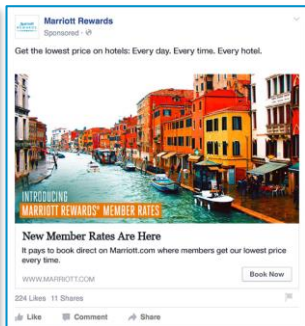 Marriott Rewards
Sponsored ·
Get the lowest price on hotels: Every day. Every time. Every hotel.
INTRODUCING
MARRIOTT REWARDS® MEMBER RATES
New Member Rates Are Here
It pays to book direct on Marriott.com where members get our lowest price
every time.
WWW.MARRIOTT.COM
Book Now
224 Likes 11 Shares
Like Comment Share